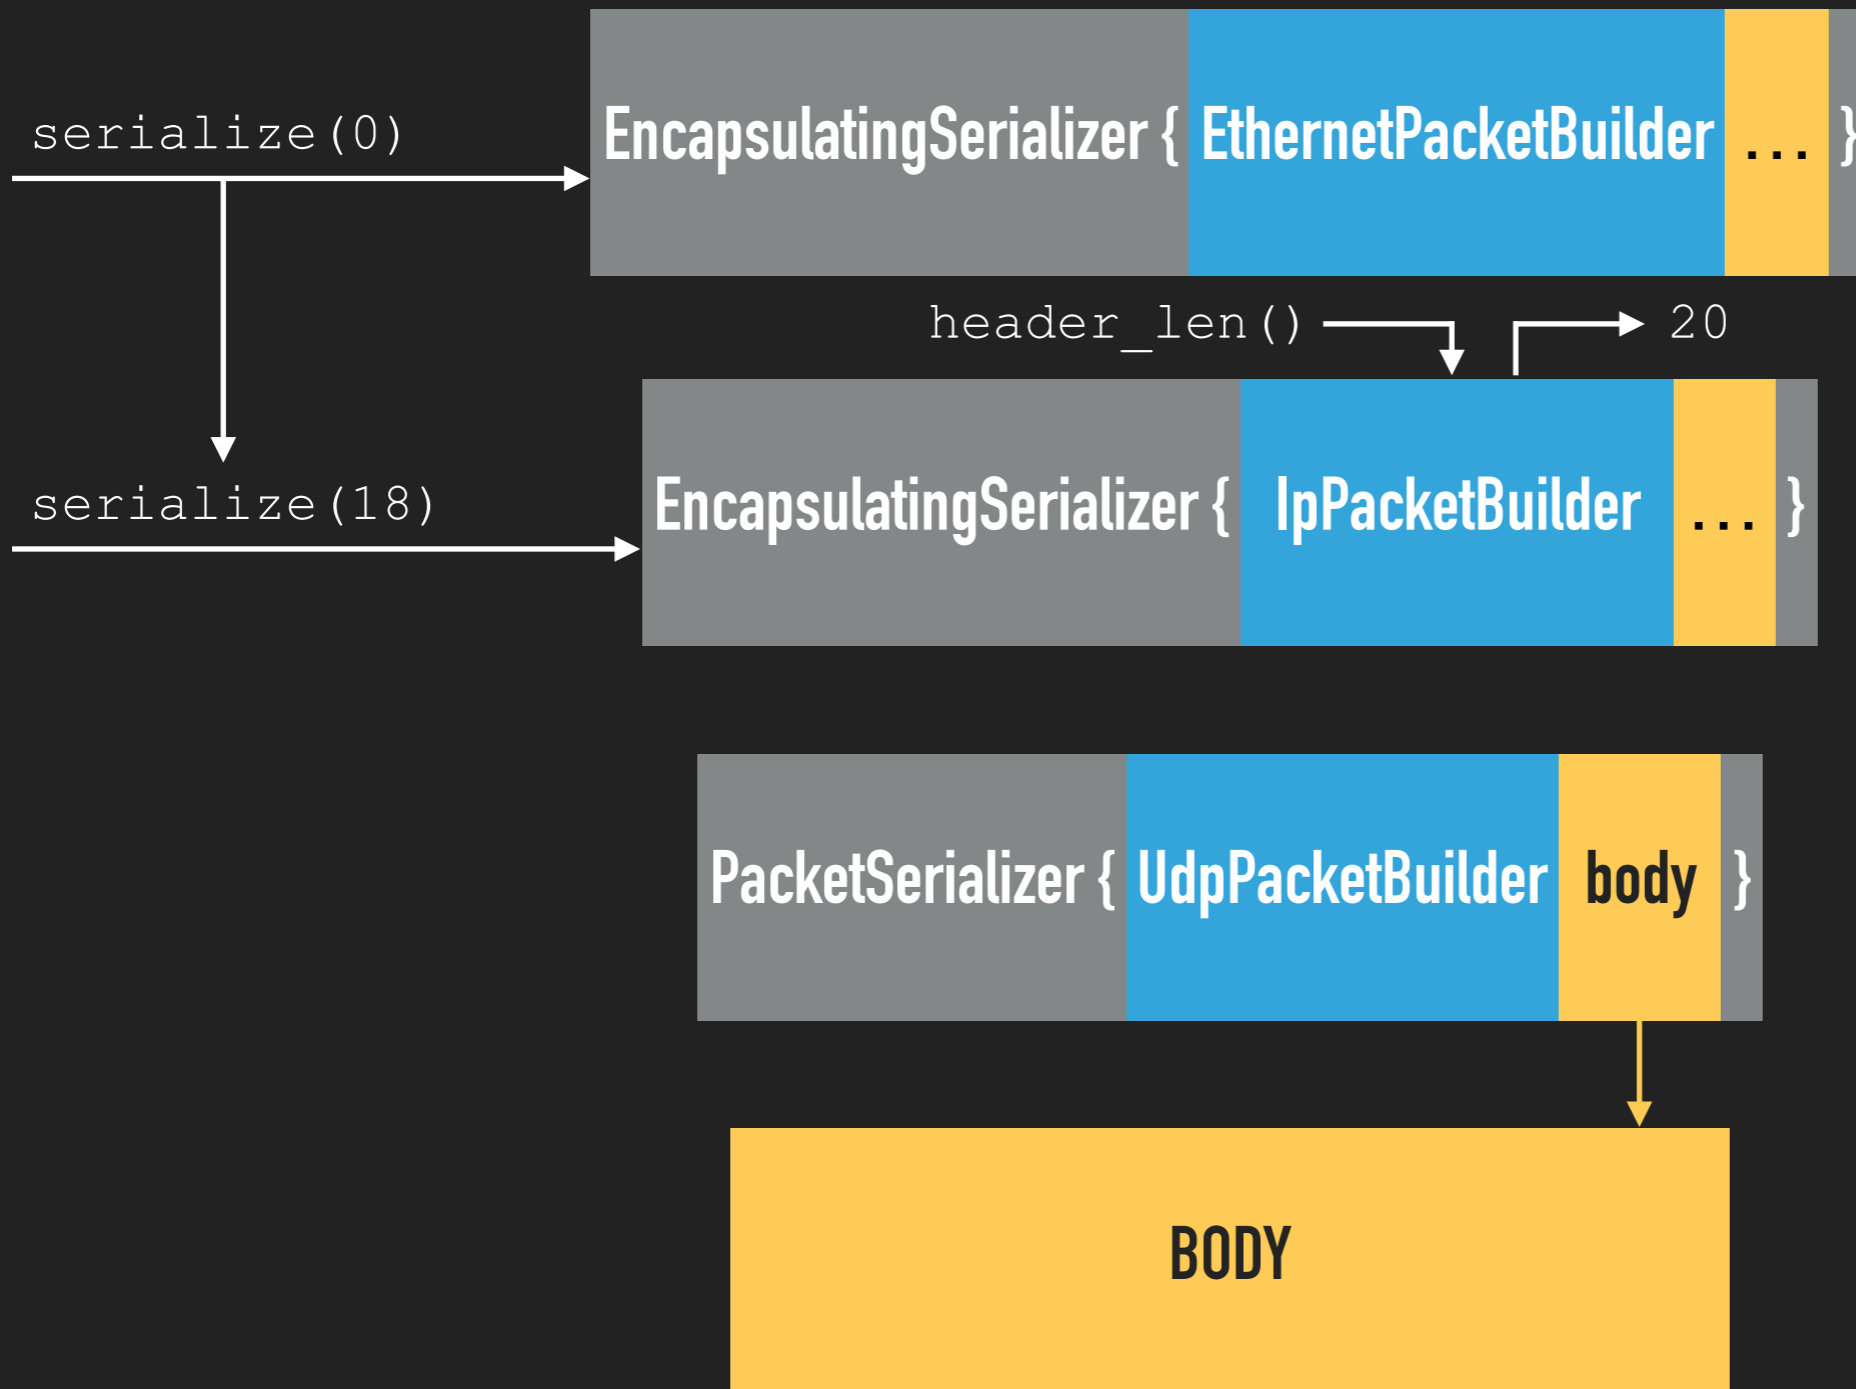 serialize(0)
EncapsulatingSerializer { EthernetPacketBuilder ... }
header_len() 20
serialize(18)
EncapsulatingSerializer { IpPacketBuilder ... }
PacketSerializer { UdpPacketBuilder body }
BODY